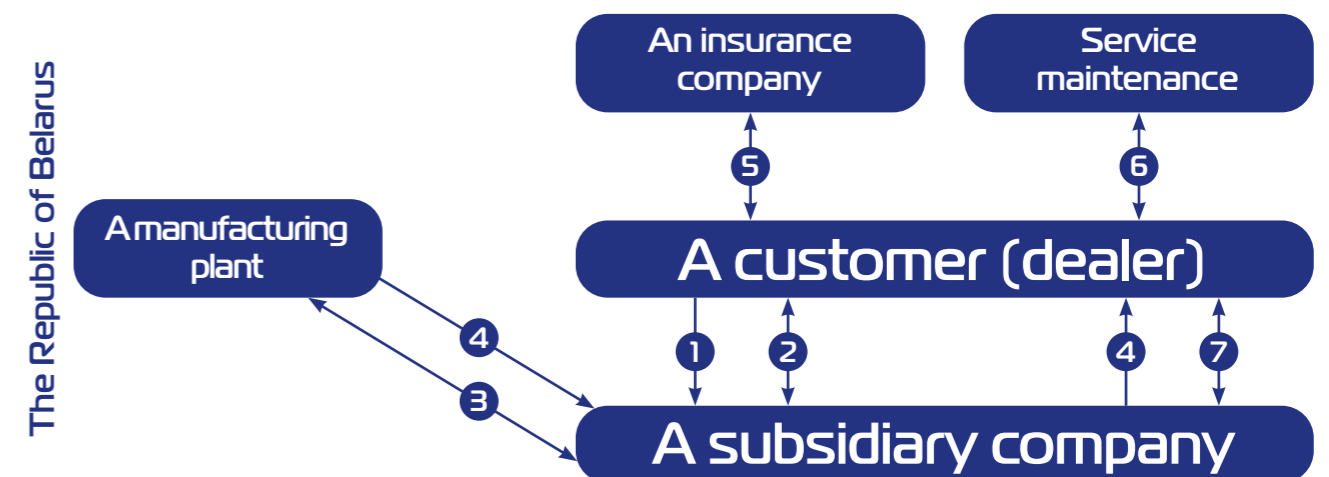 The Republic of Belarus
An insurance
company
Service
maintenance
5
6
A manufacturing
plant
A customer (dealer)
4
3
1
2
4
7
A subsidiary company